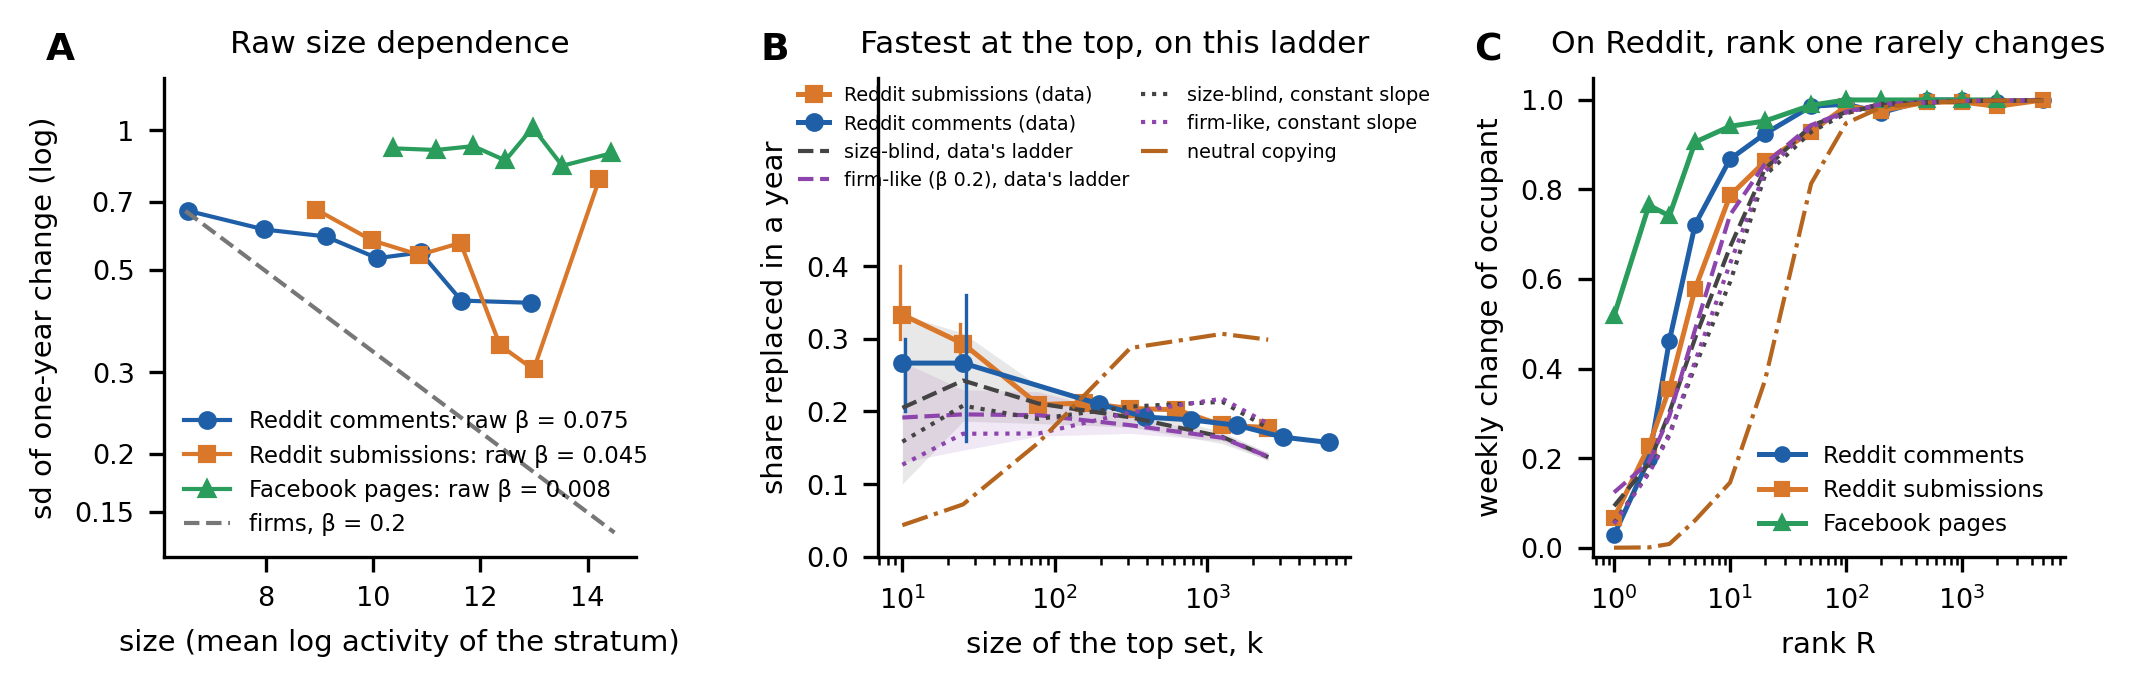 A
Raw size dependence
sd of one-year change (log)
1
0.7
0.5
0.3
0.2
0.15
Reddit comments: raw β = 0.075
Reddit submissions: raw β = 0.045
Facebook pages: raw β = 0.008
firms, β = 0.2
8 10 12 14
size (mean log activity of the stratum)
B
Fastest at the top, on this ladder
Reddit submissions (data)
Reddit comments (data)
size-blind, data's ladder
firm-like (β 0.2), data's ladder
size-blind, constant slope
firm-like, constant slope
neutral copying
share replaced in a year
0.4
0.3
0.2
0.1
0.0
10¹ 10² 10³
size of the top set, k
C
On Reddit, rank one rarely changes
weekly change of occupant
1.0
0.8
0.6
0.4
0.2
0.0
Reddit comments
Reddit submissions
Facebook pages
10⁰ 10¹ 10² 10³
rank R